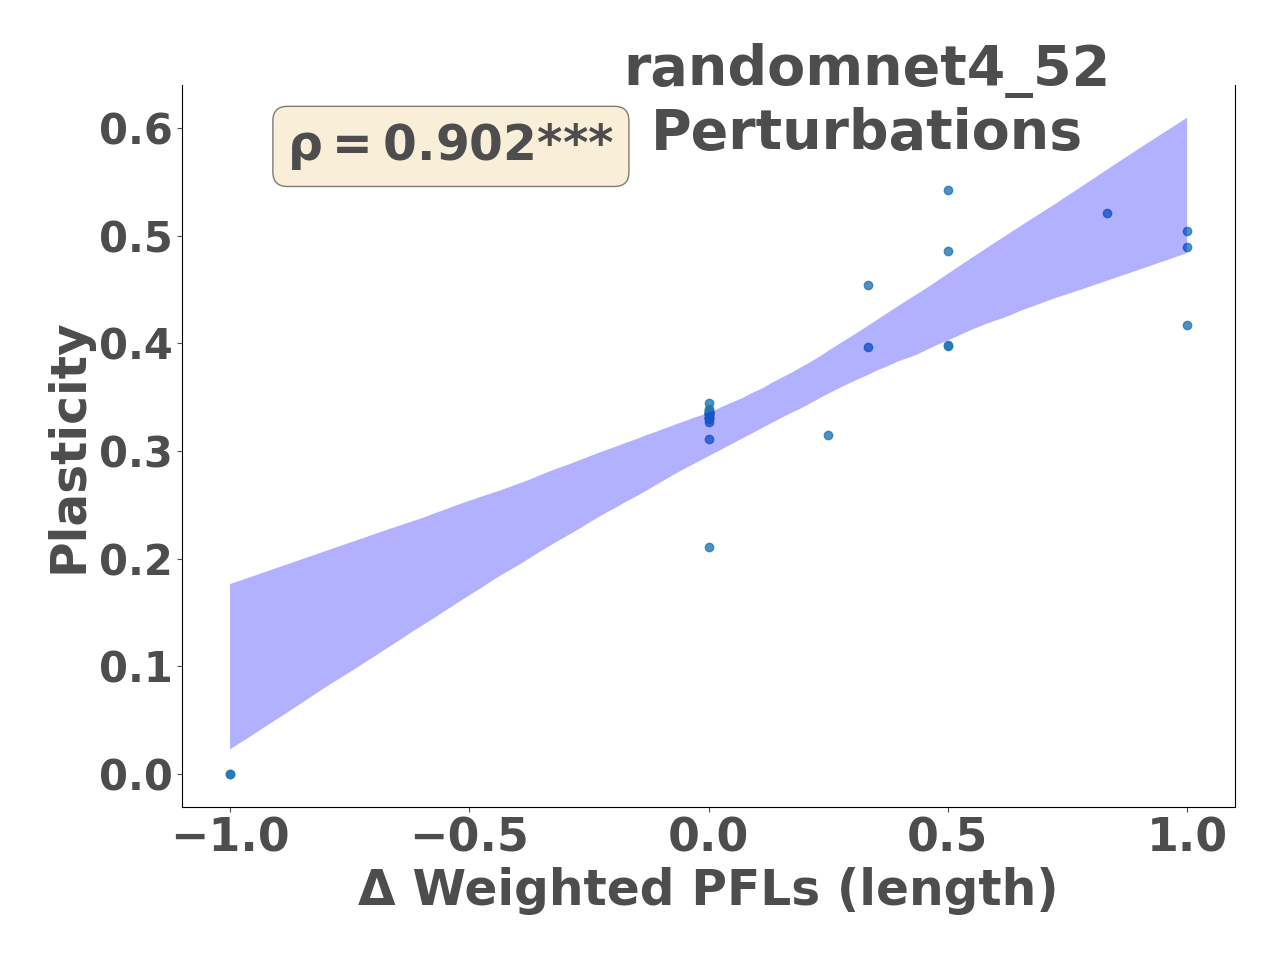 randomnet4_52
Perturbations
ρ = 0.902***
0.6
0.5
0.4
0.3
0.2
0.1
0.0
Plasticity
−1.0
−0.5
0.0
0.5
1.0
Δ Weighted PFLs (length)